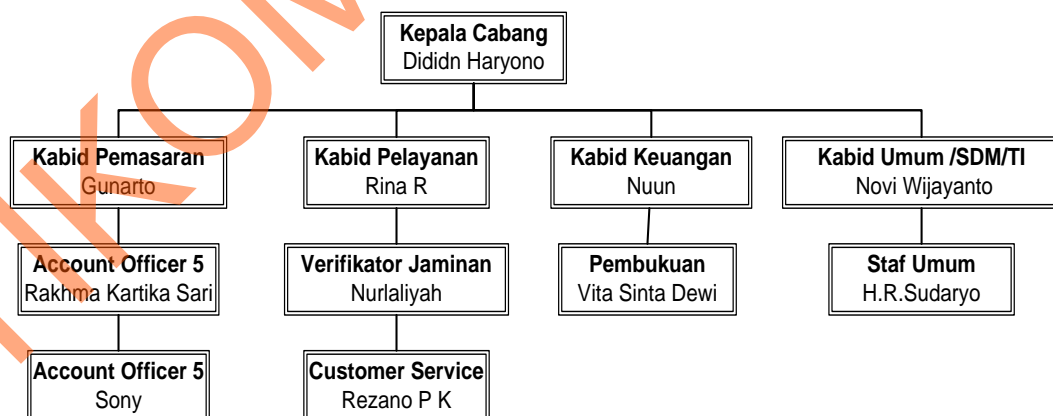 Kepala Cabang
Dididn Haryono
Kabid Pemasaran
Gunarto
Kabid Pelayanan
Rina R
Kabid Keuangan
Nuun
Kabid Umum /SDM/TI
Novi Wijayanto
Account Officer 5
Rakhma Kartika Sari
Verifikator Jaminan
Nurlaliyah
Pembukuan
Vita Sinta Dewi
Staf Umum
H.R.Sudaryo
Account Officer 5
Sony
Customer Service
Rezano P K
IKOM